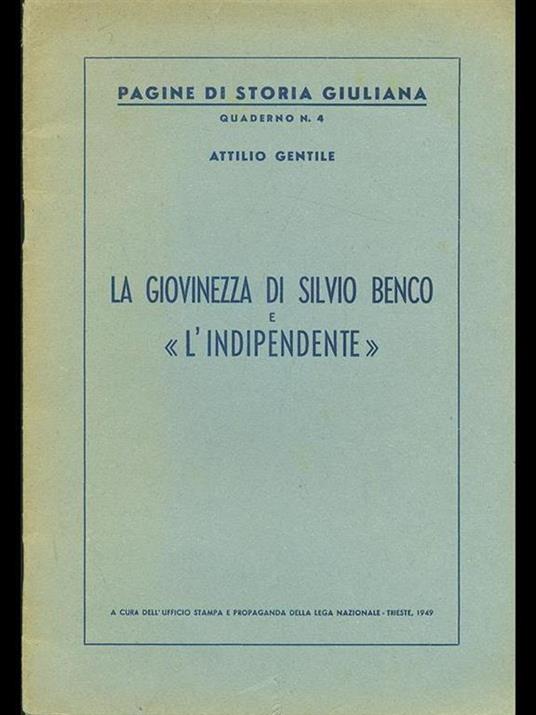 PAGINE DI STORIA GIULIANA
QUADERNO N. 4
ATTILIO GENTILE
LA GIOVINEZZA DI SILVIO BENCO
E
« L'INDIPENDENTE »
A CURA DELL'UFFICIO STAMPA E PROPAGANDA DELLA LEGA NAZIONALE - TRIESTE, 1949